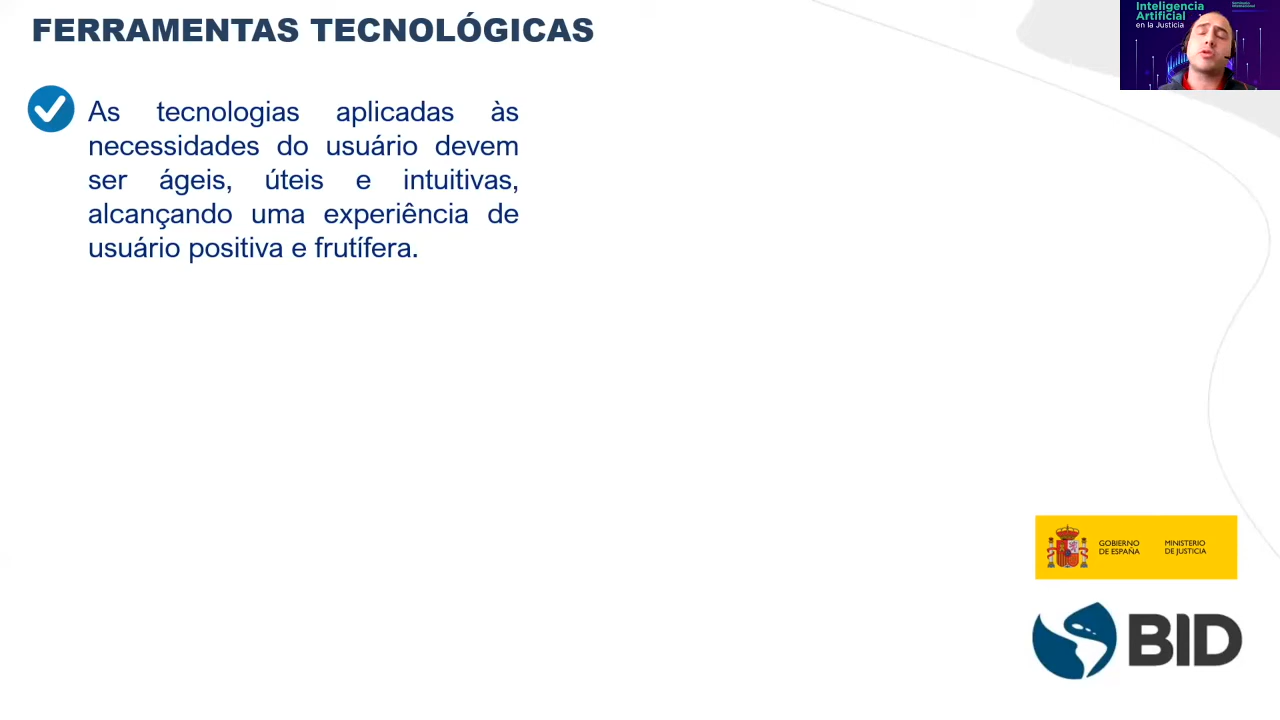 FERRAMENTAS TECNOLÓGICAS
Inteligencia
Artificial
en la Justicia
As tecnologias aplicadas às
necessidades do usuário devem
ser ágeis, úteis e intuitivas,
alcançando uma experiência de
usuário positiva e frutífera.
GOBIERNO
DE ESPAÑA
MINISTERIO
DE JUSTICIA
BID